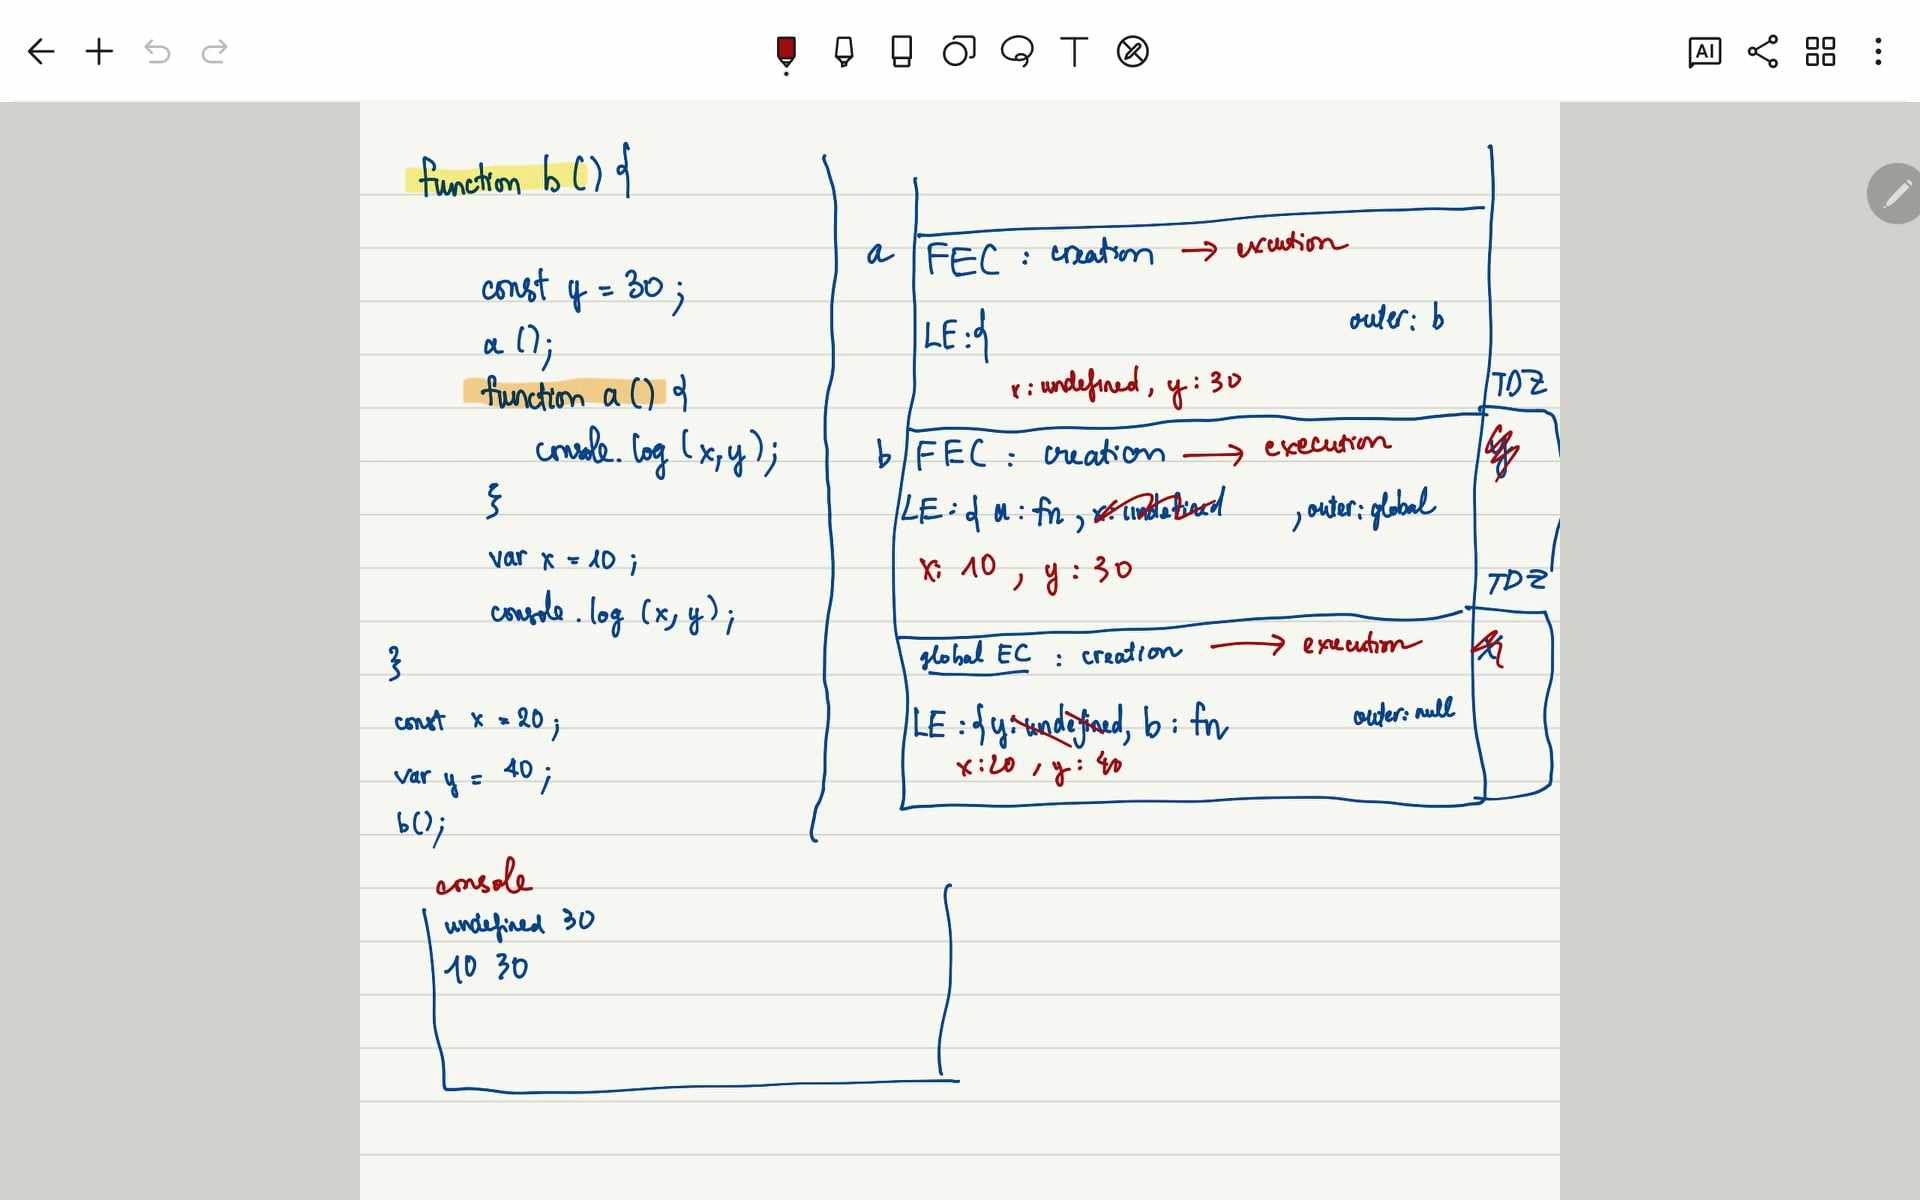 AI
function b() {
const y = 30;
a();
function a() {
console.log(x,y);
}
var x = 10;
console.log(x, y);
}
const x = 20;
var y = 40;
b();
a
FEC : creation → execution
LE:{
outer: b
x: undefined, y: 30
TDZ
b
FEC : creation → execution
y
LE: { a: fn, x: undefined , outer: global
x: 10, y: 30
TDZ
global EC : creation → execution
x
LE: {y: undefined, b: fn
outer: null
x:20, y: 40
console
undefined 30
10 30